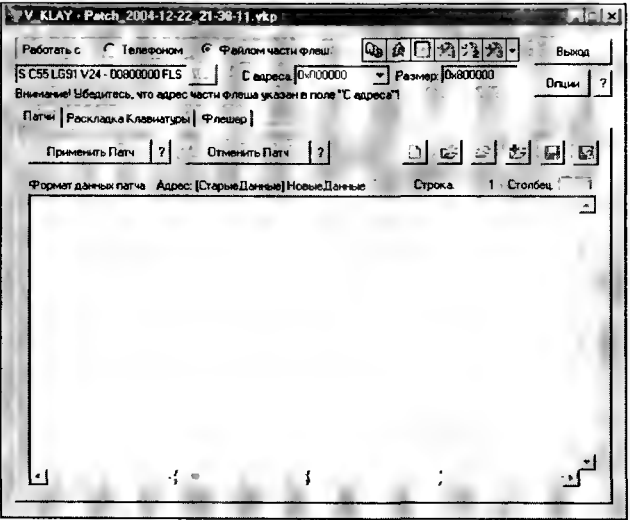 V_KLAY - Patch_2004-12-22_21-38-11.vkp
Работать с Телефоном Файлом части флеш: Выход
S C55 LG91 V24 - 00800000 FLS ... С адреса: 0x000000 Размер: 0x800000 Опции ?
Внимание! Убедитесь, что адрес части флеша указан в поле "С адреса"!
Патчи Раскладка Клавиатуры Флешер
Применить Патч ? Отменить Патч ?
Формат данных патча Адрес: [СтарыеДанные] НовыеДанные Строка: 1 Столбец: 1